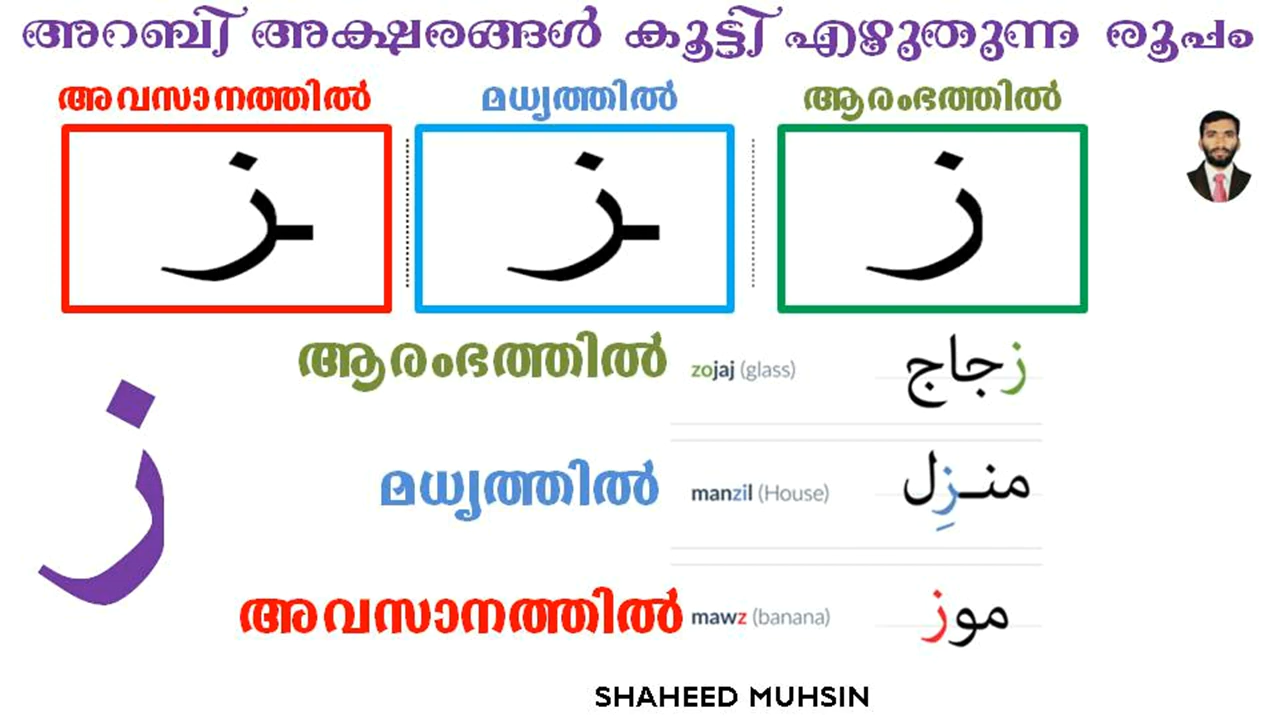 അറബി അക്ഷരങ്ങൾ കൂട്ടി എഴുതുന്ന രൂപം
അവസാനത്തിൽ മധ്യത്തിൽ ആരംഭത്തിൽ
ـز ـز ز
ആരംഭത്തിൽ zojaj (glass) زجاج
ز
മധ്യത്തിൽ manzil (House) منـزِل
അവസാനത്തിൽ mawz (banana) موز
SHAHEED MUHSIN